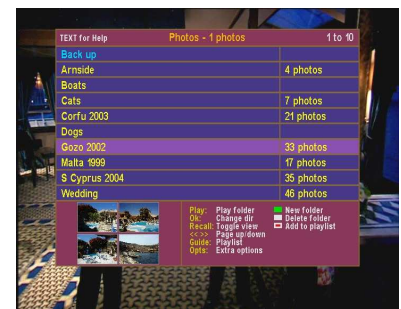 TEXT for Help Photos - 1 photos 1 to 10
Back up
Arnside 4 photos
Boats
Cats 7 photos
Corfu 2003 21 photos
Dogs
Gozo 2002 33 photos
Malta 1999 17 photos
S Cyprus 2004 35 photos
Wedding 46 photos
Play: Play folder New folder
Ok: Change dir Delete folder
Recall: Toggle view Add to playlist
<< >> Page up/down
Guide: Playlist
Opts: Extra options